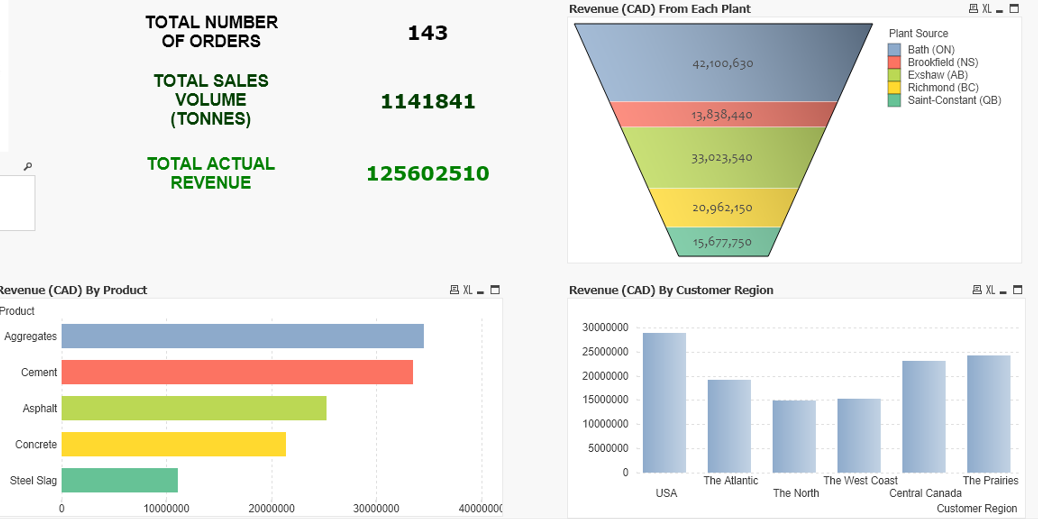 TOTAL NUMBER
OF ORDERS
143
TOTAL SALES
VOLUME
(TONNES)
1141841
TOTAL ACTUAL
REVENUE
125602510
Revenue (CAD) From Each Plant
XL
42,100,630
13,838,440
33,023,540
20,962,150
15,677,750
Plant Source
Bath (ON)
Brookfield (NS)
Exshaw (AB)
Richmond (BC)
Saint-Constant (QB)
Revenue (CAD) By Product
XL
Product
Aggregates
Cement
Asphalt
Concrete
Steel Slag
0 10000000 20000000 30000000 40000000
Revenue (CAD) By Customer Region
XL
30000000
25000000
20000000
15000000
10000000
5000000
0
The Atlantic The West Coast The Prairies
USA The North Central Canada
Customer Region